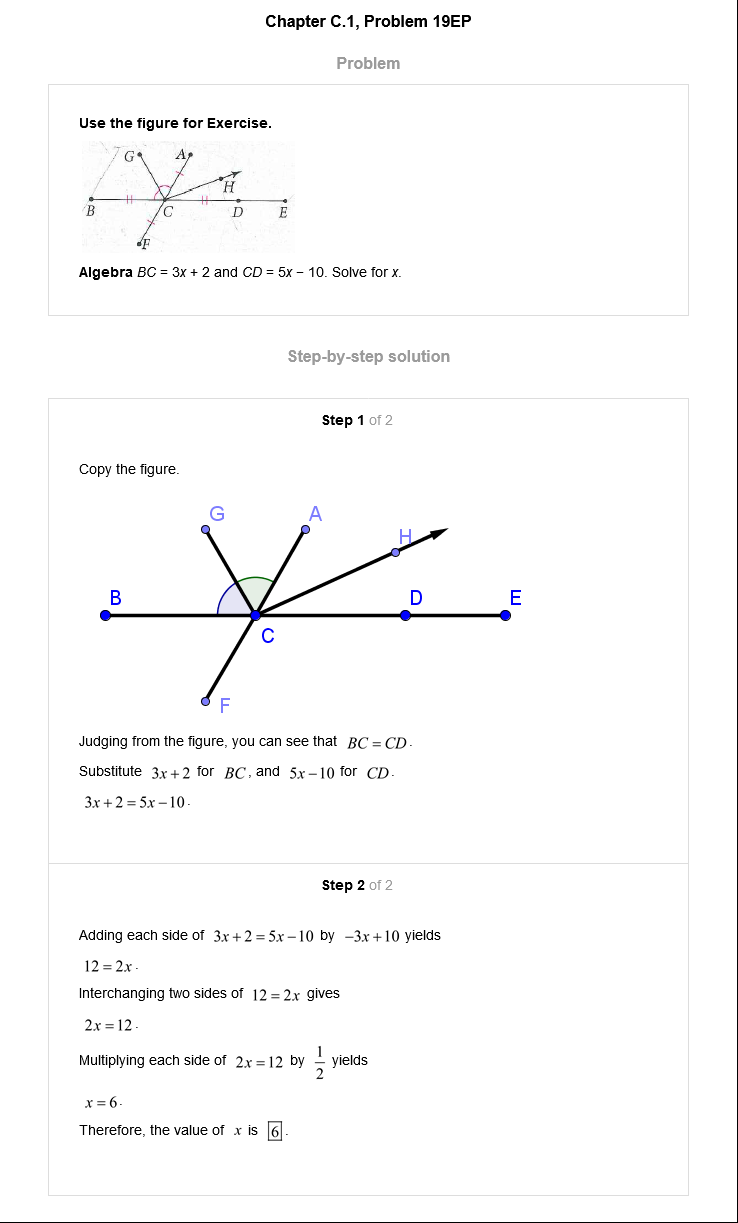 Chapter C.1, Problem 19EP
Problem
Use the figure for Exercise.
G A
H
B C D E
F
Algebra BC = 3x + 2 and CD = 5x − 10. Solve for x.
Step-by-step solution
Step 1 of 2
Copy the figure.
G A
H
B D E
C
F
Judging from the figure, you can see that BC = CD.
Substitute 3x + 2 for BC, and 5x − 10 for CD.
3x + 2 = 5x − 10.
Step 2 of 2
Adding each side of 3x + 2 = 5x − 10 by −3x + 10 yields
12 = 2x.
Interchanging two sides of 12 = 2x gives
2x = 12.
Multiplying each side of 2x = 12 by 1/2 yields
x = 6.
Therefore, the value of x is 6.